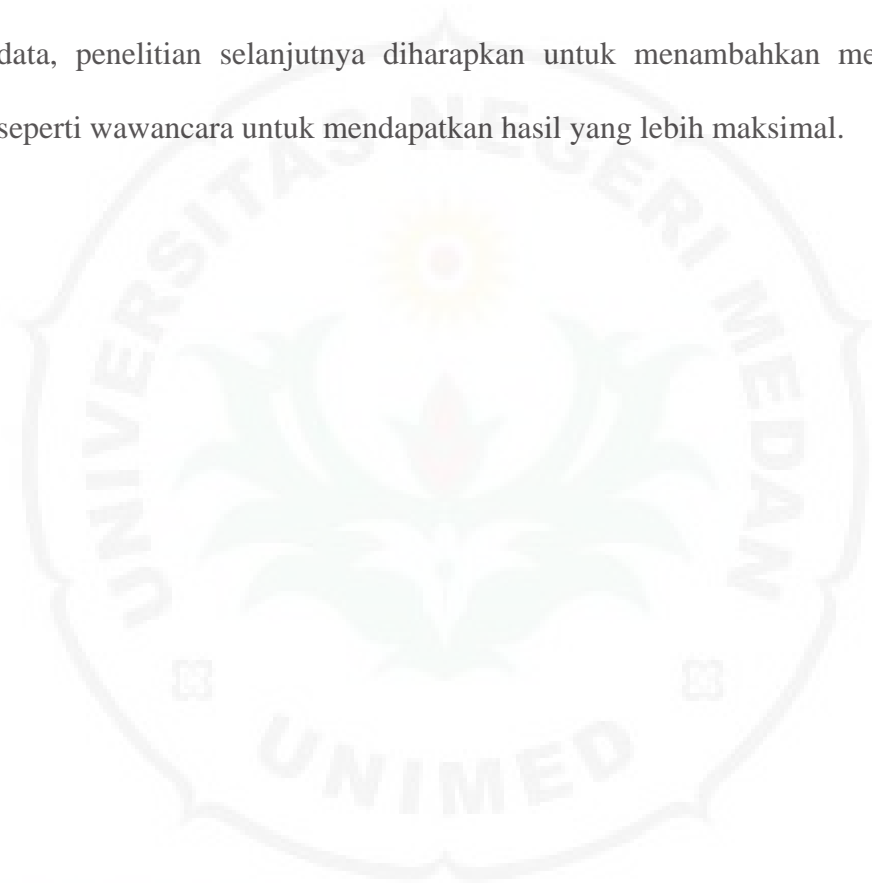 data, penelitian selanjutnya diharapkan untuk menambahkan me
seperti wawancara untuk mendapatkan hasil yang lebih maksimal.
UNIVERSITAS NEGERI MEDAN
UNIMED